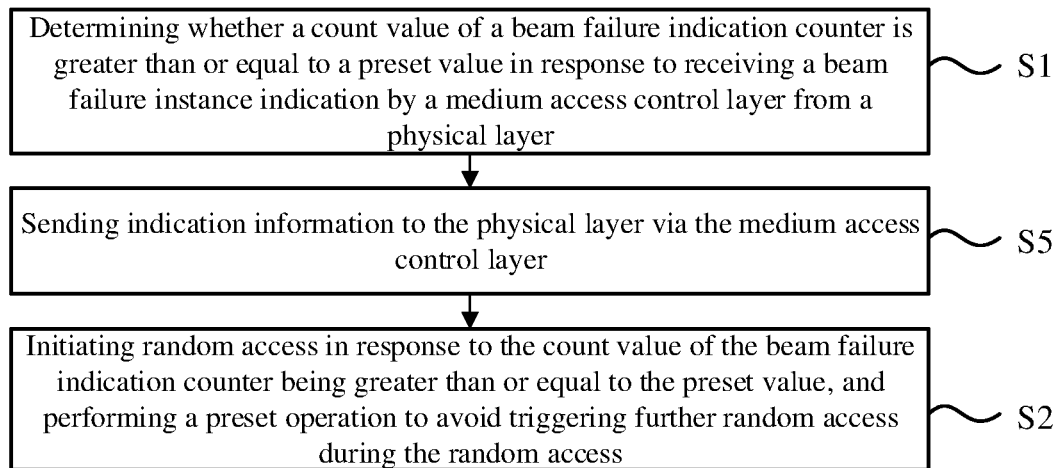 Determining whether a count value of a beam failure indication counter is
greater than or equal to a preset value in response to receiving a beam
failure instance indication by a medium access control layer from a
physical layer
S1
Sending indication information to the physical layer via the medium access
control layer
S5
Initiating random access in response to the count value of the beam failure
indication counter being greater than or equal to the preset value, and
performing a preset operation to avoid triggering further random access
during the random access
S2